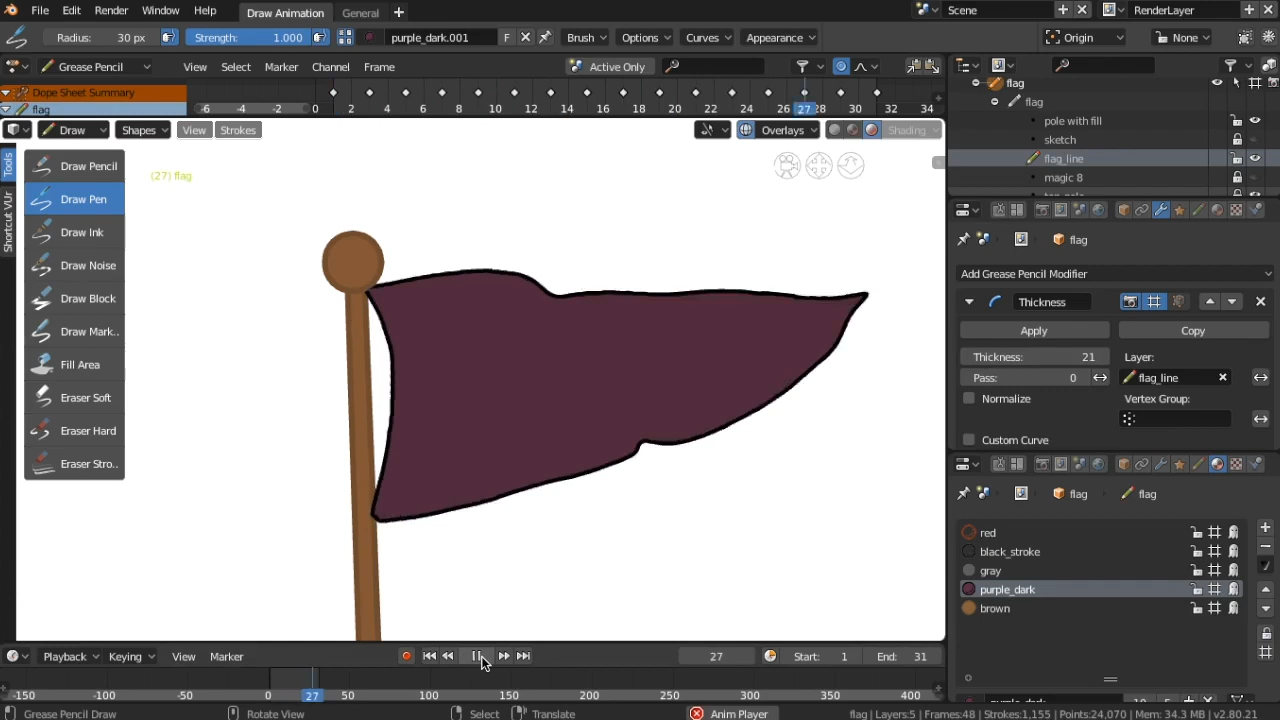 File Edit Render Window Help Draw Animation General + Scene RenderLayer
Radius: 30 px Strength: 1.000 purple_dark.001 F Brush Options Curves Appearance Origin None
Grease Pencil View Select Marker Channel Frame Active Only
Dope Sheet Summary
flag
-6 -4 -2 0 2 4 6 8 10 12 14 16 18 20 22 24 26 27 28 30 32 34
Draw Shapes View Strokes Overlays Shading
Tools
Shortcut VUr
(27) flag
Draw Pencil
Draw Pen
Draw Ink
Draw Noise
Draw Block
Draw Mark..
Fill Area
Eraser Soft
Eraser Hard
Eraser Stro..
flag
flag
pole with fill
sketch
flag_line
magic 8
flag
Add Grease Pencil Modifier
Thickness
Apply Copy
Thickness: 21 Layer:
Pass: 0 flag_line
Normalize Vertex Group:
Custom Curve
flag flag
red
black_stroke
gray
purple_dark
brown
Playback Keying View Marker 27 Start: 1 End: 31
-150 -100 -50 0 27 50 100 150 200 250 300 350 400
Grease Pencil Draw Rotate View Select Translate Anim Player flag | Layers:5 | Frames:48 | Strokes:1,155 | Points:24,070 | Mem: 34.3 MB | v2.80.21